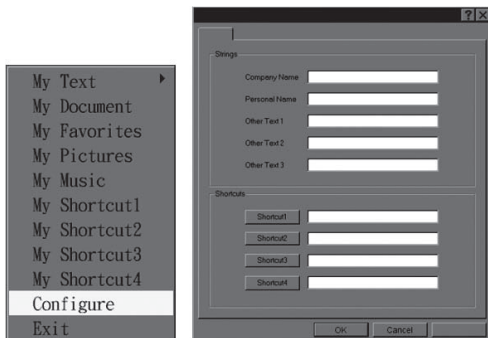 My Text
My Document
My Favorites
My Pictures
My Music
My Shortcut1
My Shortcut2
My Shortcut3
My Shortcut4
Configure
Exit
Strings
Company Name
Personal Name
Other Text 1
Other Text 2
Other Text 3
Shortcuts
Shortcut1
Shortcut2
Shortcut3
Shortcut4
OK Cancel